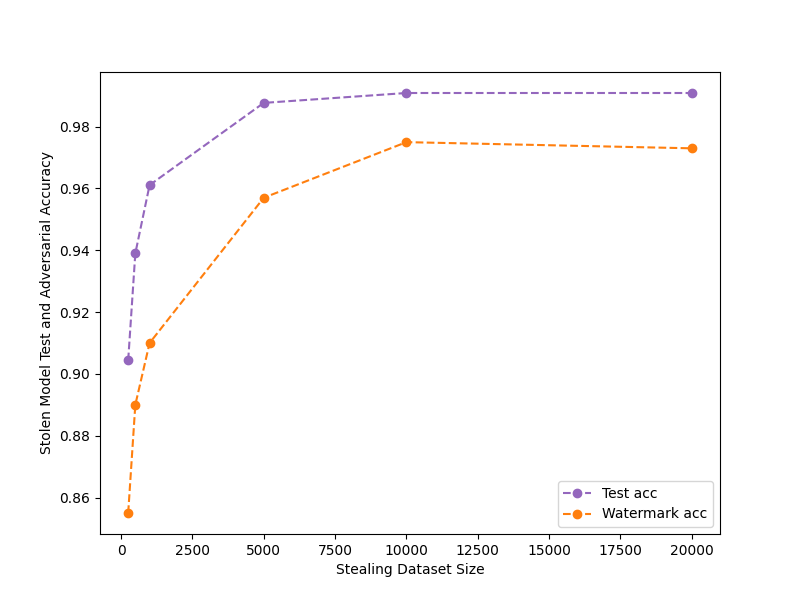 0.98
0.96
0.94
0.92
0.90
0.88
0.86
Stolen Model Test and Adversarial Accuracy
Test acc
Watermark acc
0 2500 5000 7500 10000 12500 15000 17500 20000
Stealing Dataset Size